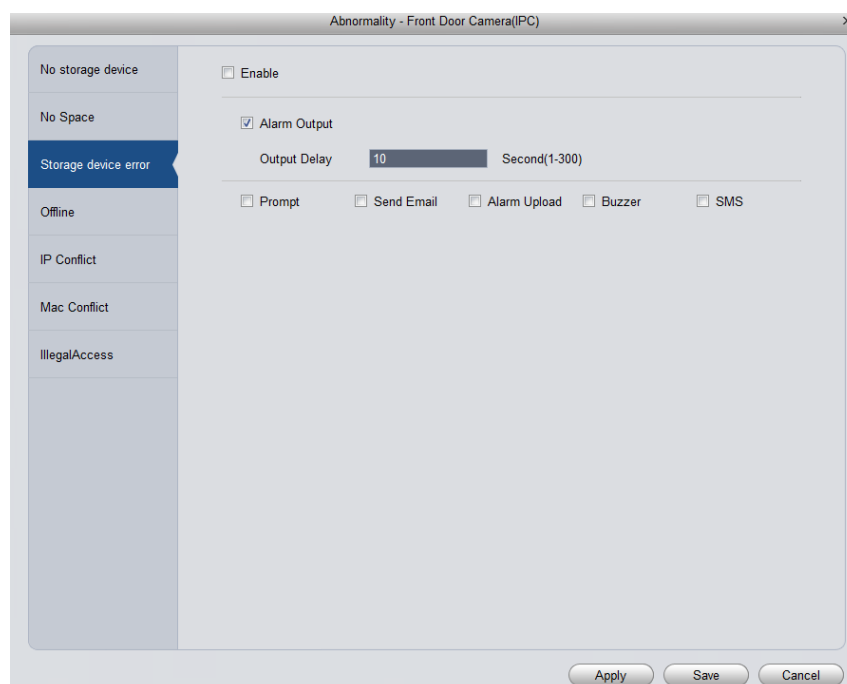 Abnormality - Front Door Camera(IPC)
No storage device
Enable
No Space
Alarm Output
Storage device error
Output Delay 10 Second(1-300)
Offline
Prompt Send Email Alarm Upload Buzzer SMS
IP Conflict
Mac Conflict
IllegalAccess
Apply Save Cancel